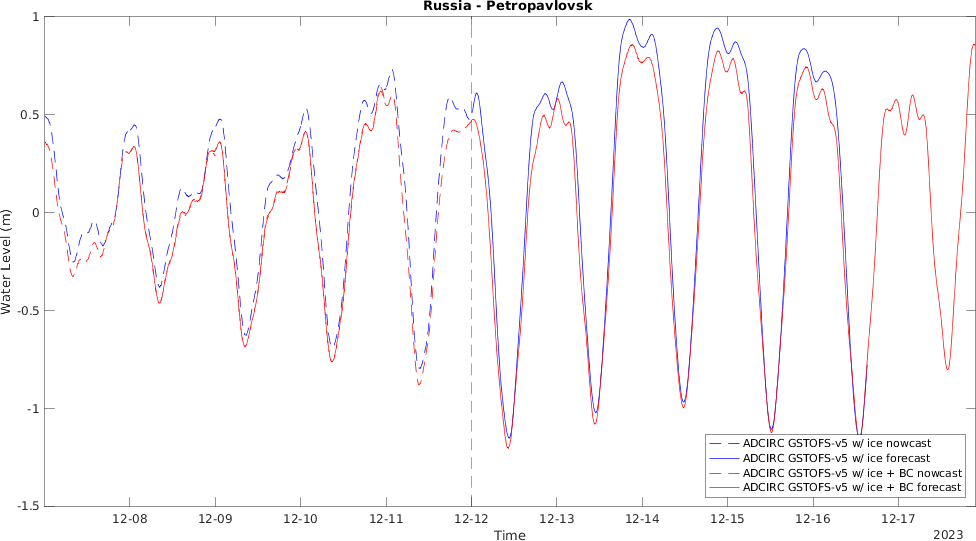 Russia - Petropavlovsk
1
0.5
0
-0.5
-1
-1.5
Water Level (m)
ADCIRC GSTOFS-v5 w/ ice nowcast
ADCIRC GSTOFS-v5 w/ ice forecast
ADCIRC GSTOFS-v5 w/ ice + BC nowcast
ADCIRC GSTOFS-v5 w/ ice + BC forecast
12-08 12-09 12-10 12-11 12-12 12-13 12-14 12-15 12-16 12-17
Time
2023